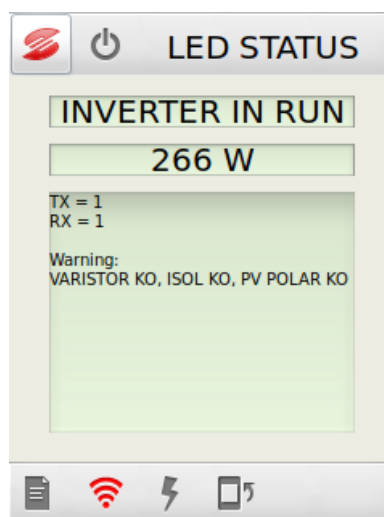 LED STATUS
INVERTER IN RUN
266 W
TX = 1
RX = 1
Warning:
VARISTOR KO, ISOL KO, PV POLAR KO